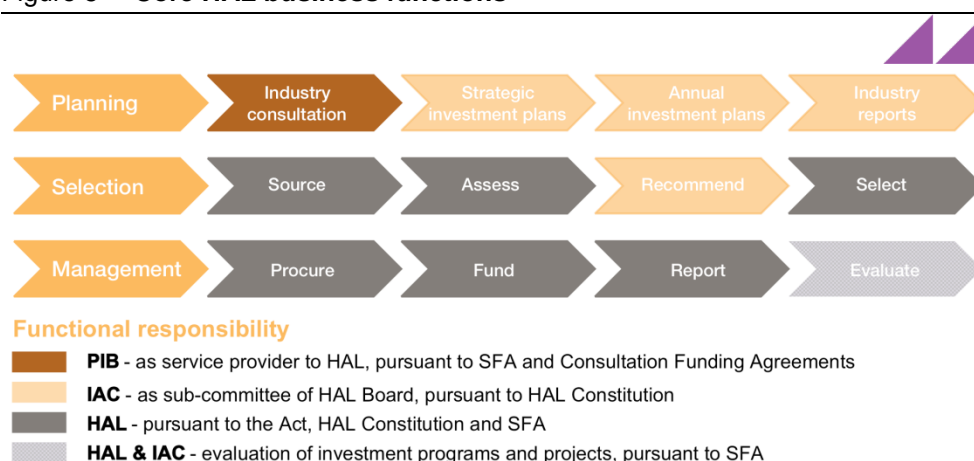 Planning
Industry
consultation
Strategic
investment plans
Annual
investment plans
Industry
reports
Selection
Source
Assess
Recommend
Select
Management
Procure
Fund
Report
Evaluate
Functional responsibility
PIB - as service provider to HAL, pursuant to SFA and Consultation Funding Agreements
IAC - as sub-committee of HAL Board, pursuant to HAL Constitution
HAL - pursuant to the Act, HAL Constitution and SFA
HAL & IAC - evaluation of investment programs and projects, pursuant to SFA